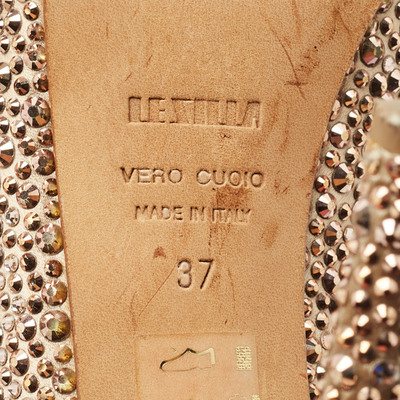 LE SILLA
VERO CUOIO
MADE IN ITALY
37